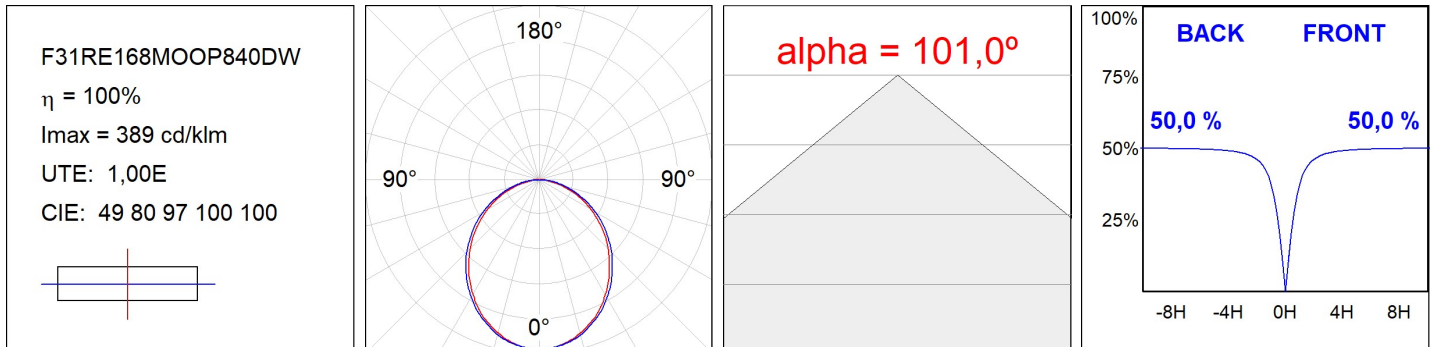 F31RE168MOOP840DW
η = 100%
Imax = 389 cd/klm
UTE: 1,00E
CIE: 49 80 97 100 100
180°
90° 90°
0°
alpha = 101,0º
100%
BACK FRONT
75%
50,0 % 50,0 %
50%
25%
-8H -4H 0H 4H 8H